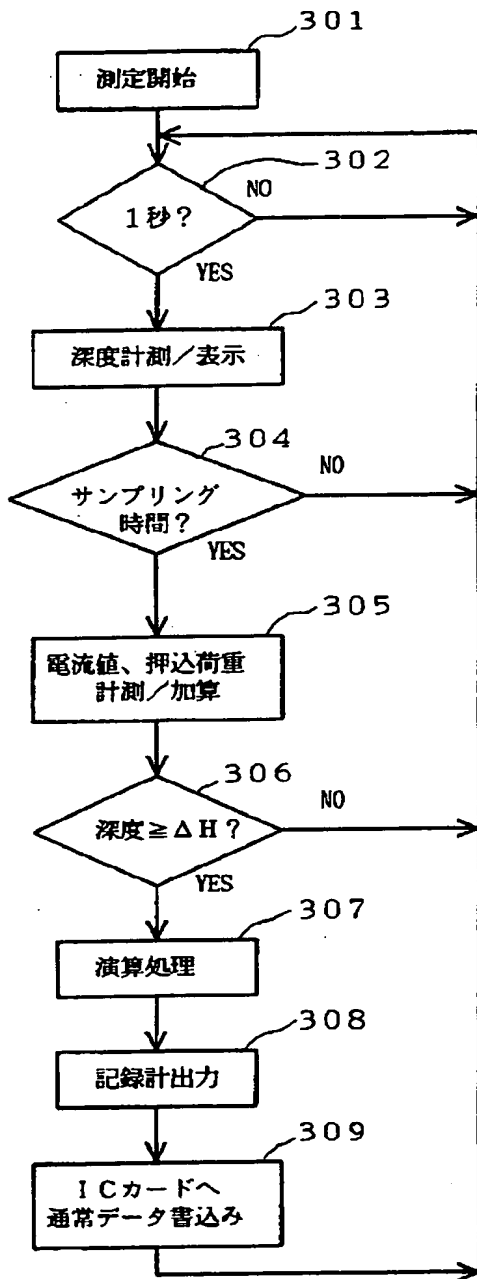 301
測定開始
302
1秒?
NO
YES
303
深度計測/表示
304
サンプリング
時間?
NO
YES
305
電流値、押込荷重
計測/加算
306
深度≧ΔH?
NO
YES
307
演算処理
308
記録計出力
309
ICカードへ
通常データ書込み